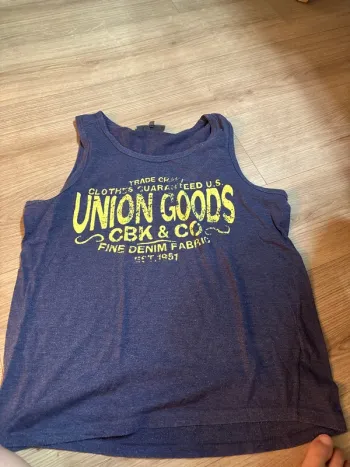 TRADE CRAFT
CLOTHES GUARANTEED U.S.
UNION GOODS
CBK & CO
FINE DENIM FABRIC
EST.1951